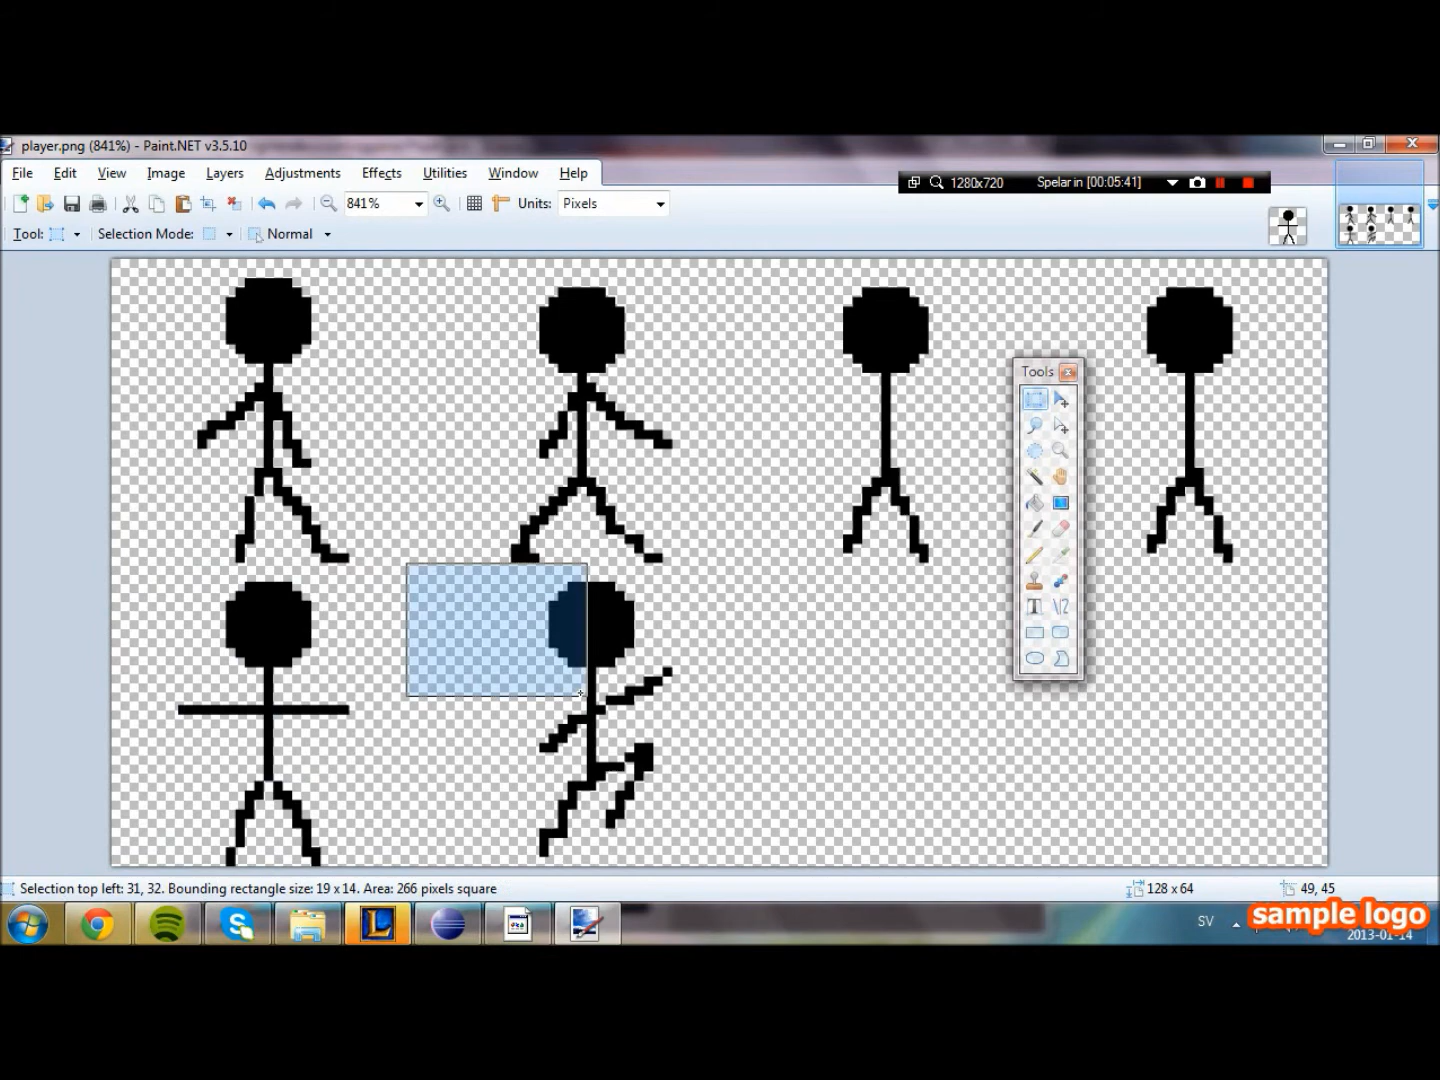 player.png (841%) - Paint.NET v3.5.10
File Edit View Image Layers Adjustments Effects Utilities Window Help
1280x720 Spelar in [00:05:41]
841% Units: Pixels
Tool: Selection Mode: Normal
Tools
Selection top left: 31, 32. Bounding rectangle size: 19 x 14. Area: 266 pixels square 128 x 64 49, 45
SV
sample logo
2013-01-14